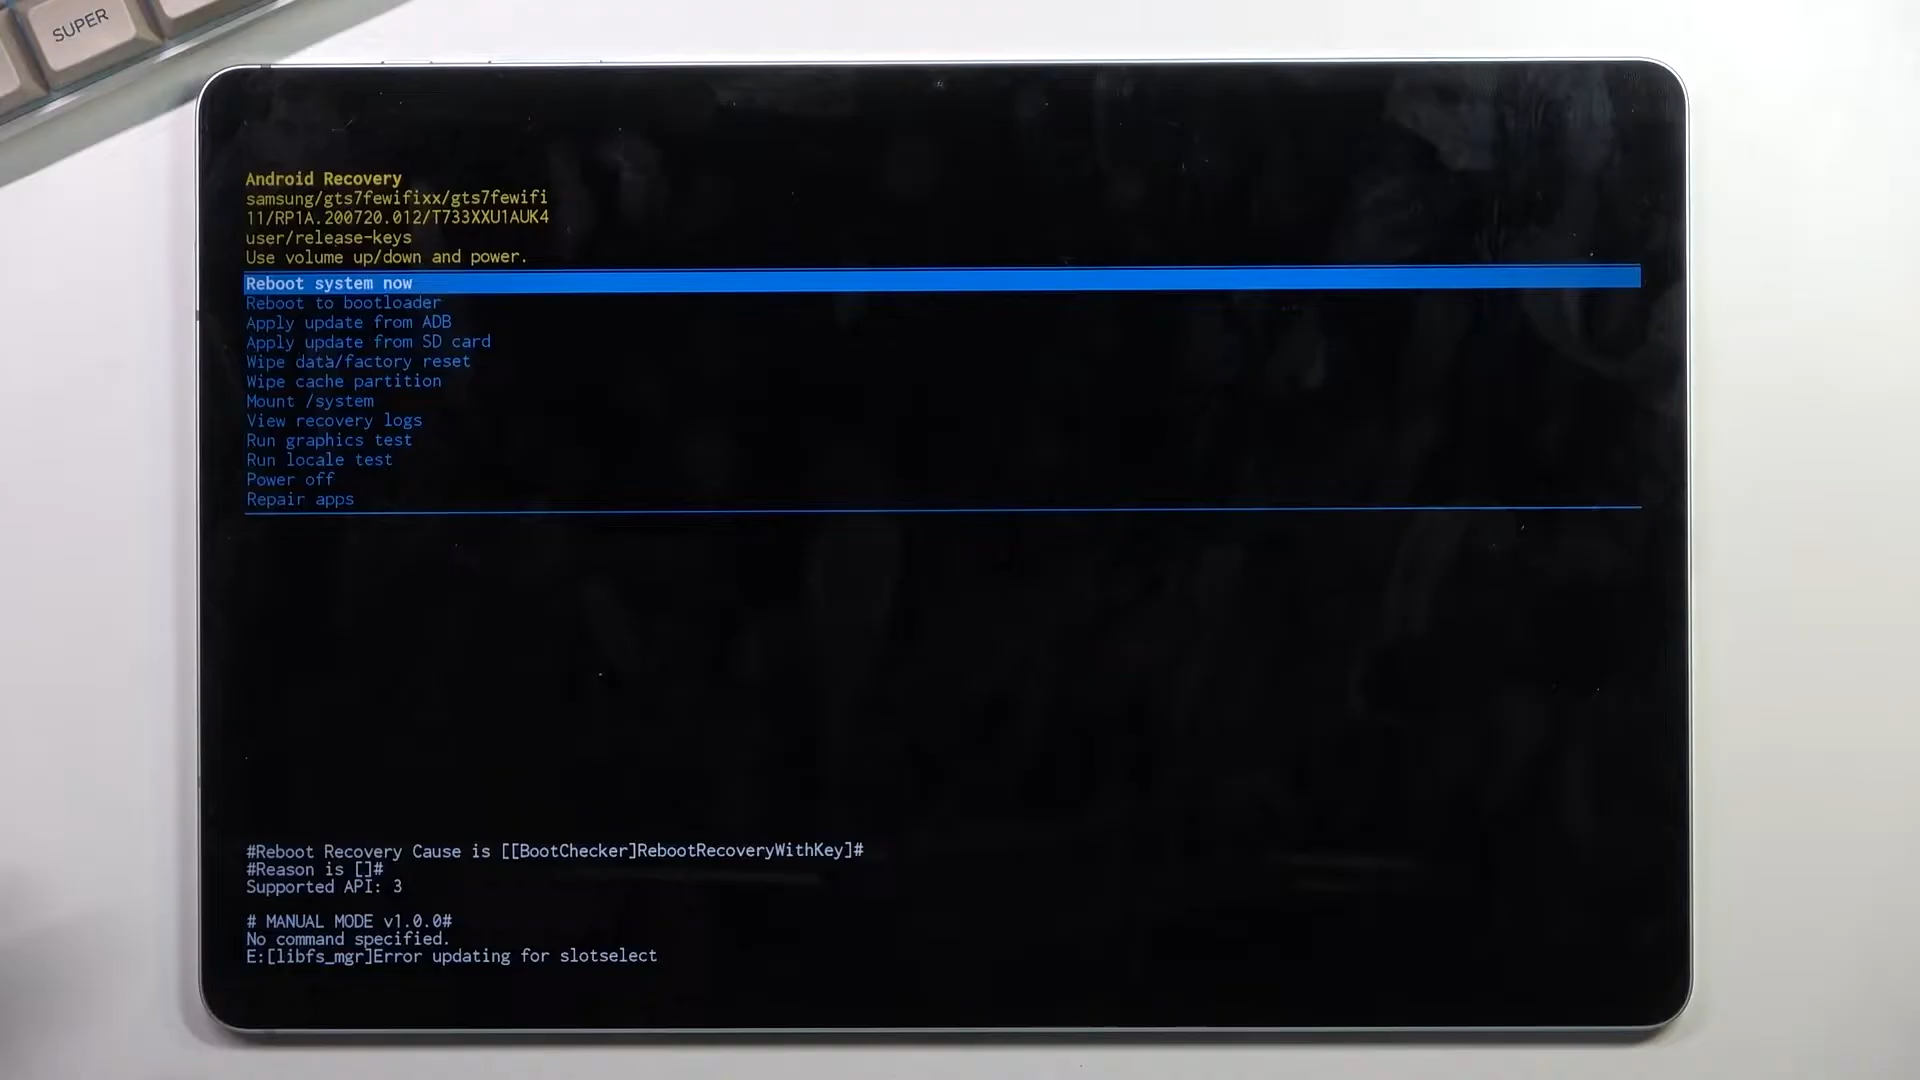 SUPER
Android Recovery
samsung/gts7fewifixx/gts7fewifi
11/RP1A.200720.012/T733XXU1AUK4
user/release-keys
Use volume up/down and power.
Reboot system now
Reboot to bootloader
Apply update from ADB
Apply update from SD card
Wipe data/factory reset
Wipe cache partition
Mount /system
View recovery logs
Run graphics test
Run locale test
Power off
Repair apps
#Reboot Recovery Cause is [[BootChecker]RebootRecoveryWithKey]#
#Reason is []#
Supported API: 3
# MANUAL MODE v1.0.0#
No command specified.
E:[libfs_mgr]Error updating for slotselect